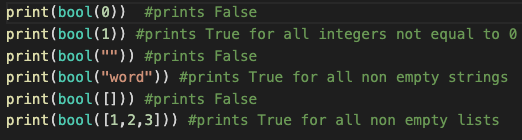 print(bool(0))  #prints False
print(bool(1)) #prints True for all integers not equal to 0
print(bool("")) #prints False
print(bool("word")) #prints True for all non empty strings
print(bool([])) #prints False
print(bool([1,2,3])) #prints True for all non empty lists